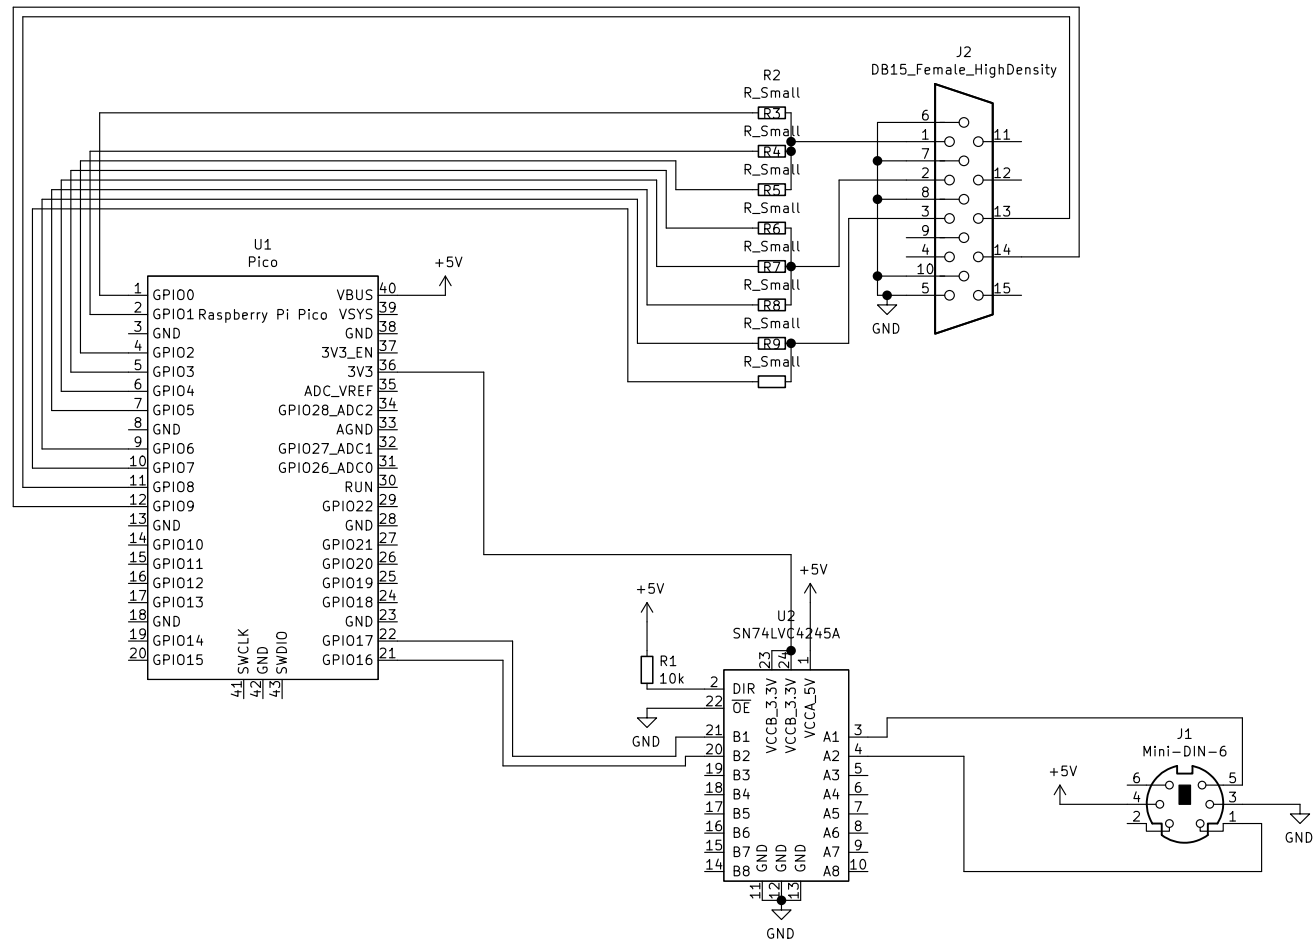 J2
DB15_Female_HighDensity
R2
R_Small
R3
R_Small
R4
R_Small
R5
R_Small
R6
R_Small
R7
R_Small
R8
R_Small
R9
R_Small
6
1
7
2
8
3
9
4
10
5
11
12
13
14
15
GND
U1
Pico
Raspberry Pi Pico
+5V
1 GPIO0
2 GPIO1
3 GND
4 GPIO2
5 GPIO3
6 GPIO4
7 GPIO5
8 GND
9 GPIO6
10 GPIO7
11 GPIO8
12 GPIO9
13 GND
14 GPIO10
15 GPIO11
16 GPIO12
17 GPIO13
18 GND
19 GPIO14
20 GPIO15
VBUS 40
VSYS 39
GND 38
3V3_EN 37
3V3 36
ADC_VREF 35
GPIO28_ADC2 34
AGND 33
GPIO27_ADC1 32
GPIO26_ADC0 31
RUN 30
GPIO22 29
GND 28
GPIO21 27
GPIO20 26
GPIO19 25
GPIO18 24
GND 23
GPIO17 22
GPIO16 21
SWCLK 41
GND 42
SWDIO 43
+5V
R1
10k
GND
+5V
U2
SN74LVC4245A
23 VCCB_3.3V
24 VCCB_3.3V
1 VCCA_5V
2 DIR
22 OE
21 B1
20 B2
19 B3
18 B4
17 B5
16 B6
15 B7
14 B8
A1 3
A2 4
A3 5
A4 6
A5 7
A6 8
A7 9
A8 10
GND 11
GND 12
GND 13
GND
J1
Mini-DIN-6
+5V
6
4
2
5
3
1
GND